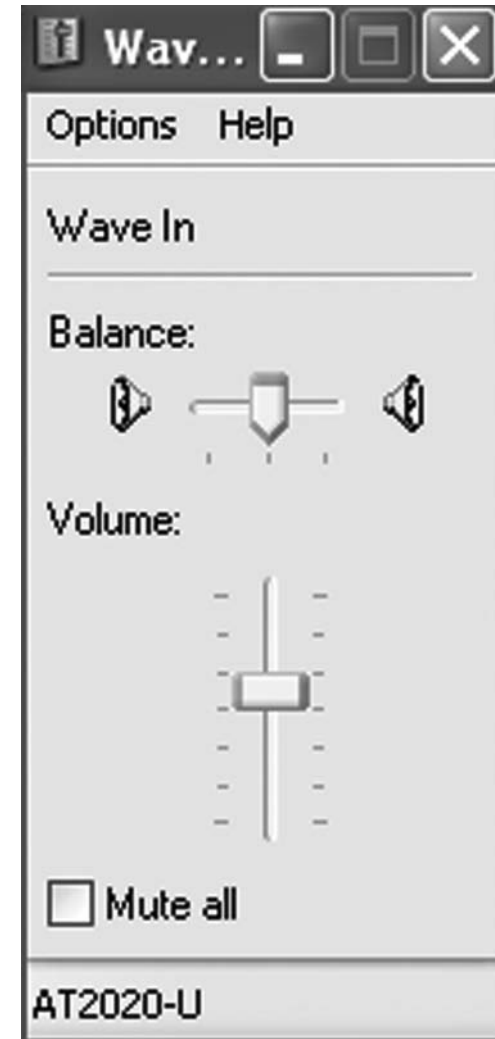 Wav...
Options Help
Wave In
Balance:
Volume:
Mute all
AT2020-U